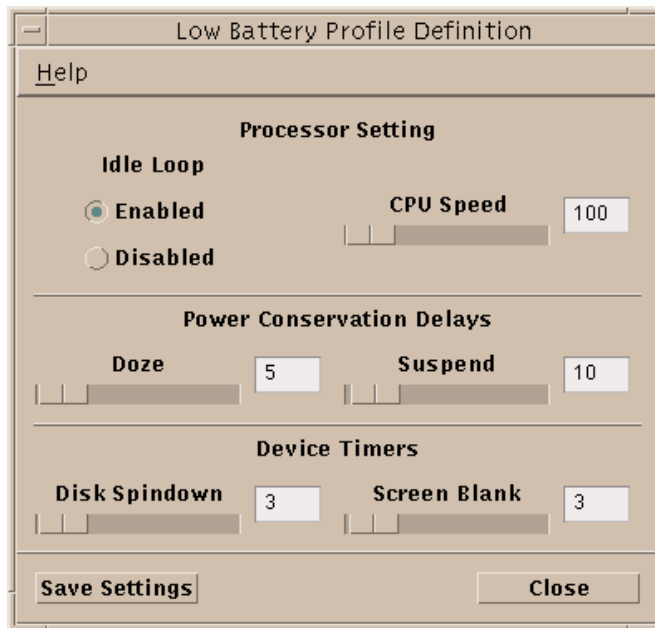 Low Battery Profile Definition
Help
Processor Setting
Idle Loop
Enabled
CPU Speed
100
Disabled
Power Conservation Delays
Doze
5
Suspend
10
Device Timers
Disk Spindown
3
Screen Blank
3
Save Settings
Close